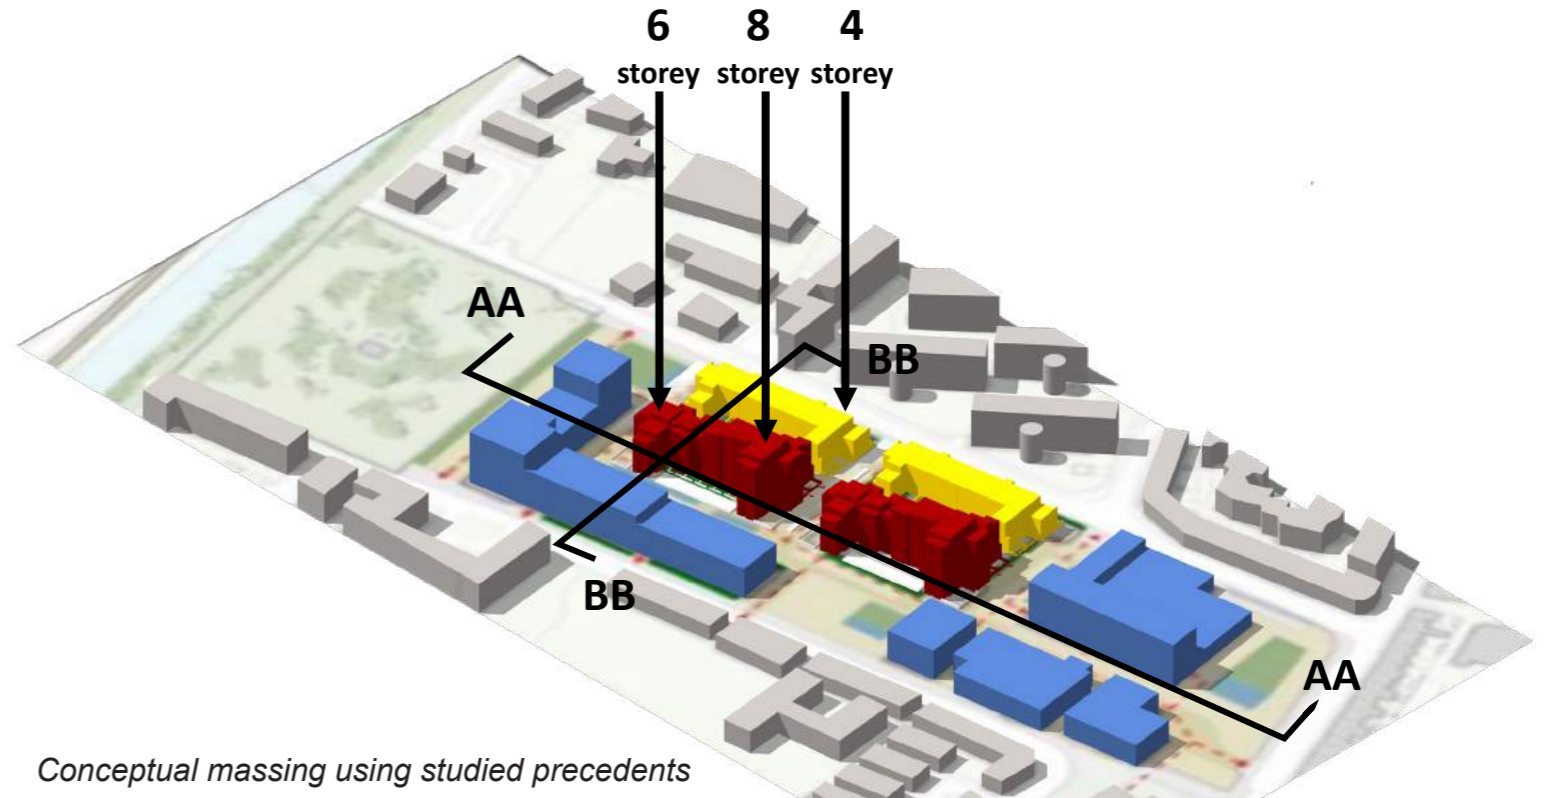 6 8 4
storey storey storey
AA
BB
BB
AA
Conceptual massing using studied precedents